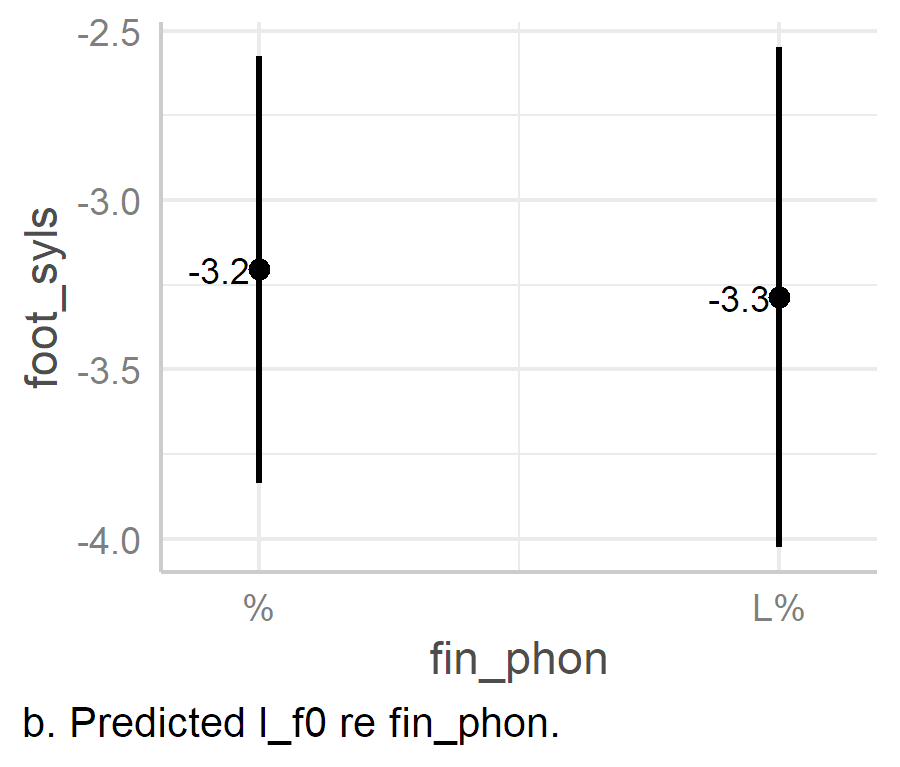 -2.5
-3.0
-3.5
-4.0
foot_syls
-3.2
-3.3
%
L%
fin_phon
b. Predicted l_f0 re fin_phon.